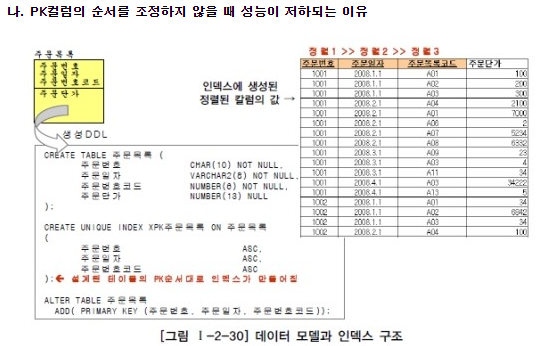 나. PK컬럼의 순서를 조정하지 않을 때 성능이 저하되는 이유
주문목록
주문번호
주문일자
주문번호코드
주문단가
생성DDL
정렬1 >> 정렬2 >> 정렬3
인덱스에 생성된
정렬된 칼럼의 값 →
주문번호 주문일자 주문목록코드 주문단가
1001 2008.1.1 A01 100
1001 2008.1.1 A02 200
1001 2008.1.1 A03 300
1001 2008.2.1 A04 2100
1001 2008.2.1 A01 7000
1001 2008.2.1 A06 2
1001 2008.2.1 A07 5234
1001 2008.2.1 A08 6332
1001 2008.3.1 A09 23
1001 2008.3.1 A03 4
1001 2008.3.1 A11 34
1001 2008.4.1 A03 34222
1001 2008.4.1 A13 5
1002 2008.1.1 A01 34
1002 2008.1.1 A02 6942
1002 2008.1.1 A03 34
1002 2008.2.1 A04 100
CREATE TABLE 주문목록 (
주문번호 CHAR(10) NOT NULL,
주문일자 VARCHAR2(8) NOT NULL,
주문번호코드 NUMBER(6) NOT NULL,
주문단가 NUMBER(13) NULL
);
CREATE UNIQUE INDEX XPK주문목록 ON 주문목록
(
주문번호 ASC,
주문일자 ASC,
주문번호코드 ASC
);← 설계된 테이블의 PK순서대로 인덱스가 만들어짐
ALTER TABLE 주문목록
ADD( PRIMARY KEY (주문번호, 주문일자, 주문번호코드));
[그림 Ⅰ-2-30] 데이터 모델과 인덱스 구조